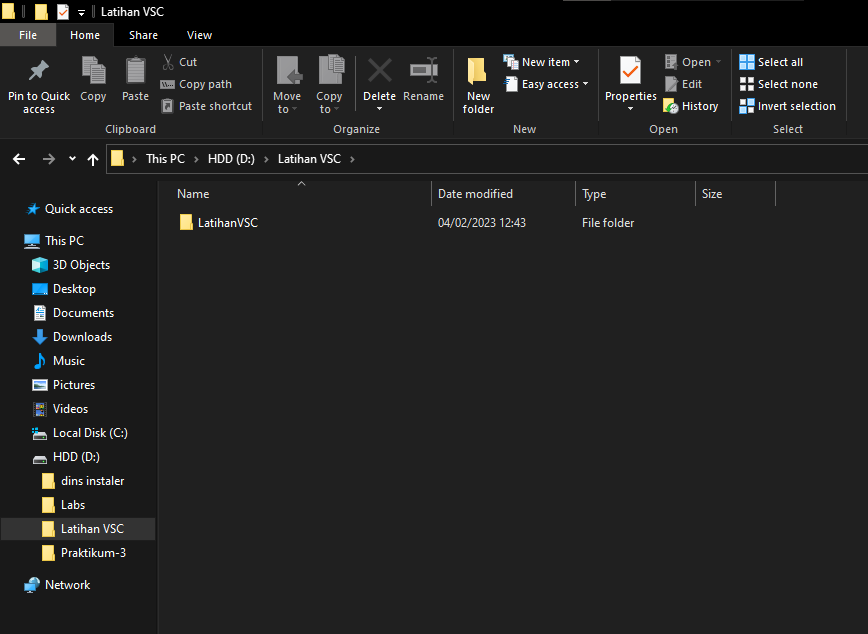 Latihan VSC
File Home Share View
Pin to Quick access
Copy
Paste
Cut
Copy path
Paste shortcut
Clipboard
Move to
Copy to
Delete
Rename
Organize
New folder
New item
Easy access
New
Properties
Open
Edit
History
Open
Select all
Select none
Invert selection
Select
This PC > HDD (D:) > Latihan VSC >
Name Date modified Type Size
LatihanVSC 04/02/2023 12:43 File folder
Quick access
This PC
3D Objects
Desktop
Documents
Downloads
Music
Pictures
Videos
Local Disk (C:)
HDD (D:)
dins instaler
Labs
Latihan VSC
Praktikum-3
Network